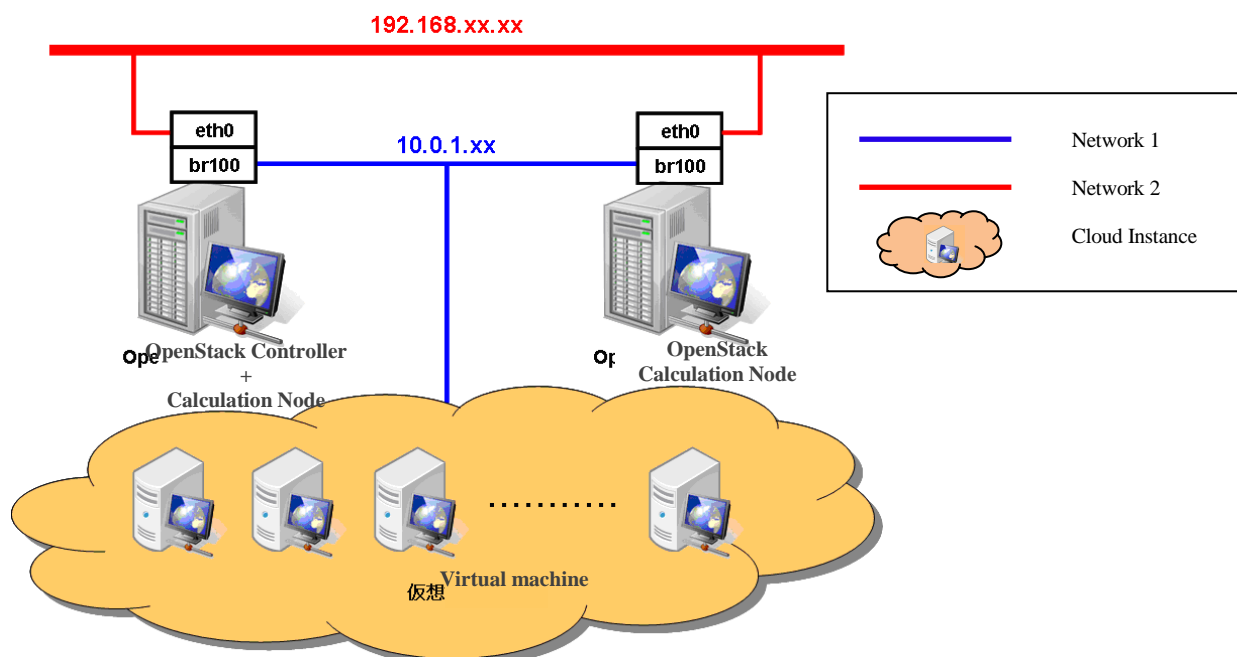 192.168.xx.xx
eth0
br100
10.0.1.xx
eth0
br100
Network 1
Network 2
Cloud Instance
Ope
OpenStack Controller
+
Calculation Node
Op
OpenStack
Calculation Node
...........
仮想
Virtual machine